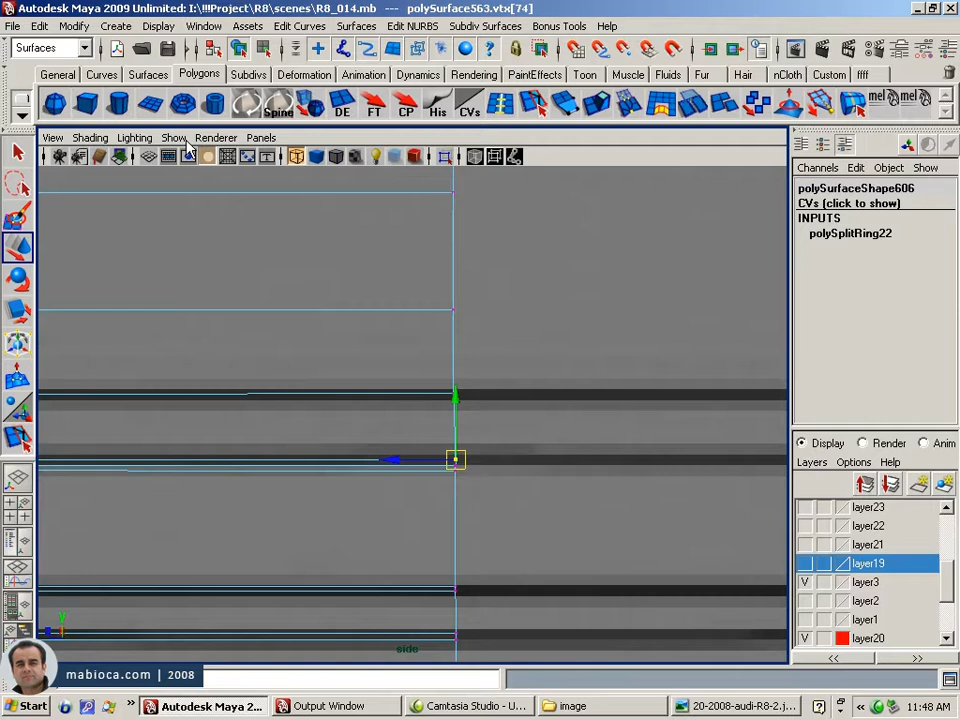 Autodesk Maya 2009 Unlimited: I:\!!!Project\R8\scenes\R8_014.mb --- polySurface563.vtx[74]
File Edit Modify Create Display Window Assets Surfaces Edit NURBS Subdiv Surfaces Edit Curves Bonus Tools Help
Surfaces
General Curves Surfaces Polygons Subdivs Deformation Animation Dynamics Rendering PaintEffects Toon Muscle Fluids Fur Hair nCloth Custom ffff
Spine DE FT CP His CVs mel mel
View Shading Lighting Show Renderer Panels
Channels Edit Object Show
polySurfaceShape606
CVs (click to show)
INPUTS
polySplitRing22
Display Render Anim
Layers Options Help
layer23
layer22
layer21
layer19
V layer3
layer2
layer1
V layer20
y
side
<< >>
mabioca.com | 2008
Start Autodesk Maya 2... Output Window Camtasia Studio - U... image 20-2008-audi-R8-2.j... 11:48 AM